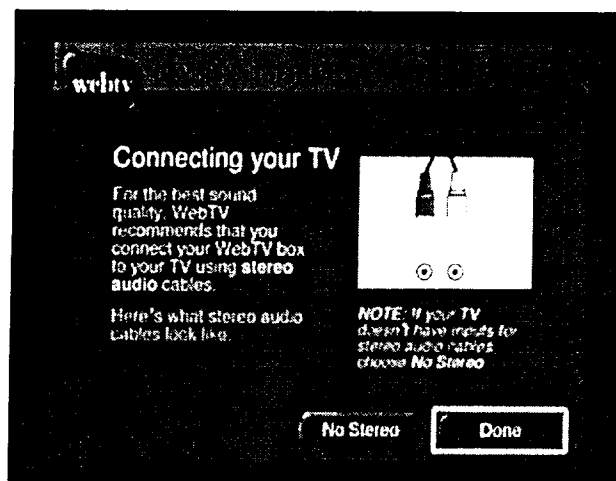 webtv
Connecting your TV
For the best sound
quality, WebTV
recommends that you
connect your WebTV box
to your TV using stereo
audio cables.
Here's what stereo audio
cables look like.
NOTE: If your TV
doesn't have inputs for
stereo audio cables,
choose No Stereo
No Stereo
Done